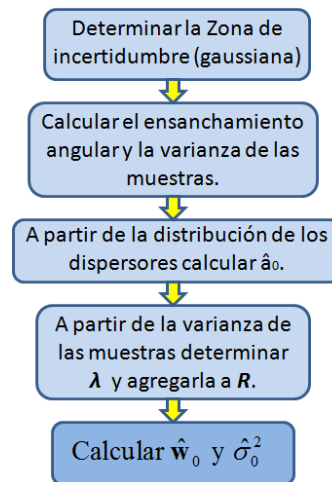 Determinar la Zona de
incertidumbre (gaussiana)
Calcular el ensanchamiento
angular y la varianza de las
muestras.
A partir de la distribución de los
dispersores calcular â₀.
A partir de la varianza de
las muestras determinar
λ y agregarla a R.
Calcular ŵ₀ y σ̂₀²